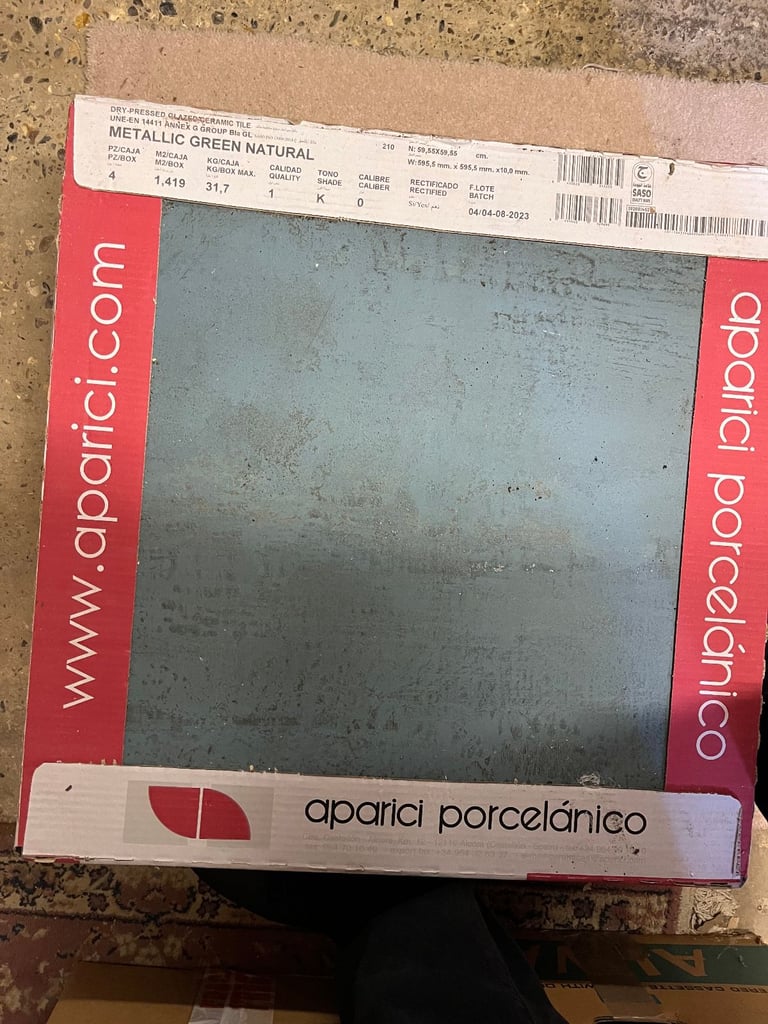 DRY-PRESSED GLAZED CERAMIC TILE
UNE-EN 14411 ANNEX G GROUP BIa GL
METALLIC GREEN NATURAL
210 N: 59,55X59,55 cm.
W: 595,5 mm. x 595,5 mm. x10,0 mm.
PZ/CAJA M2/CAJA KG/CAJA CALIDAD TONO CALIBRE RECTIFICADO F.LOTE
PZ/BOX M2/BOX KG/BOX MAX. QUALITY SHADE CALIBER RECTIFIED BATCH
4 1,419 31,7 1 K 0 Si/Yes/نعم 04/04-08-2023
SASO
www.aparici.com
aparici porcelánico
aparici porcelánico